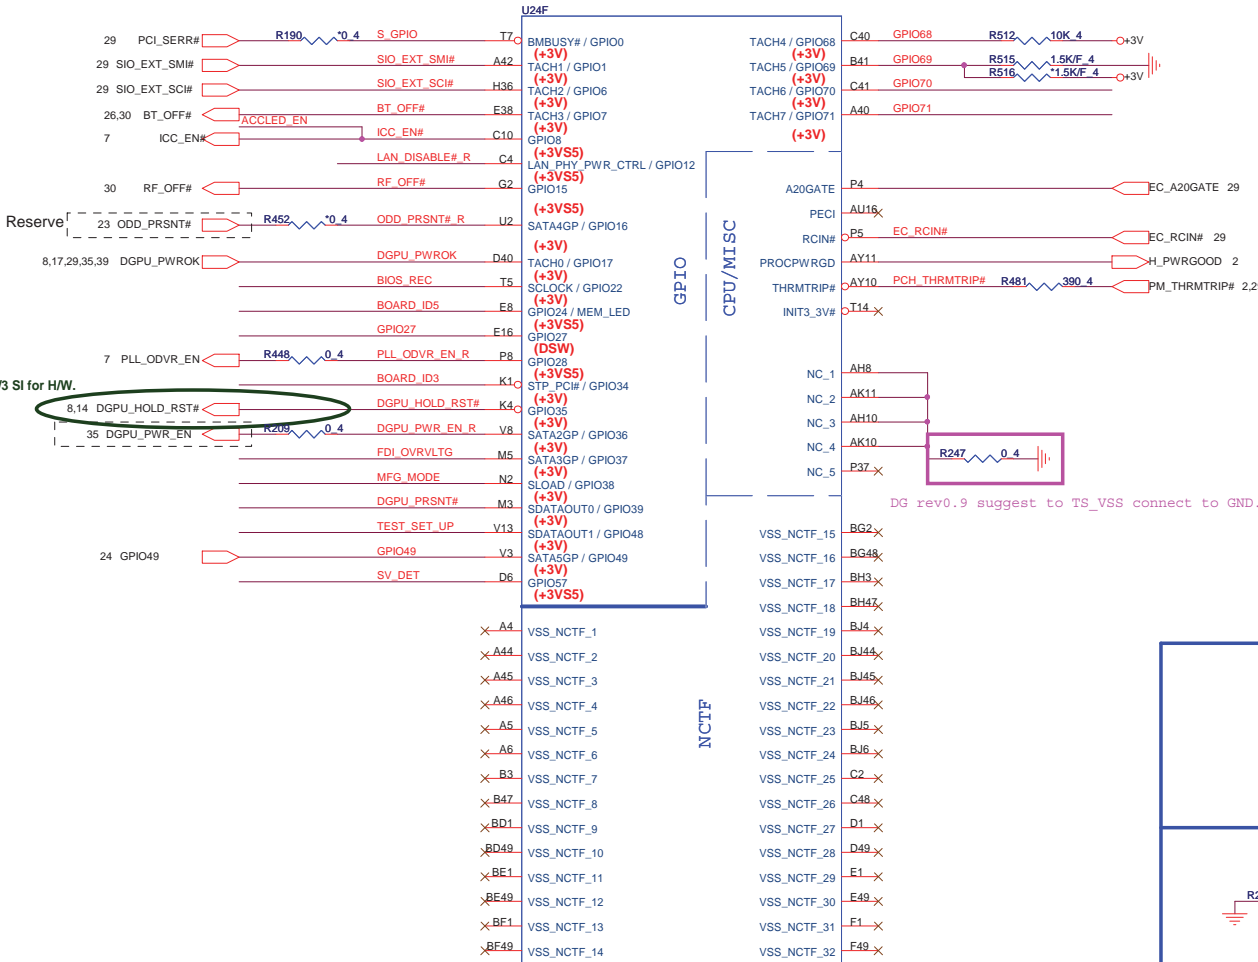 U24F
29 PCI_SERR# R190 *0_4 S_GPIO T7 BMBUSY# / GPIO0 TACH4 / GPIO68 C40 GPIO68 R512 10K_4 +3V
(+3V) (+3V)
29 SIO_EXT_SMI# SIO_EXT_SMI# A42 TACH1 / GPIO1 TACH5 / GPIO69 B41 GPIO69 R515 1.5K/F_4
(+3V) (+3V) R516 *1.5K/F_4 +3V
29 SIO_EXT_SCI# SIO_EXT_SCI# H36 TACH2 / GPIO6 TACH6 / GPIO70 C41 GPIO70
(+3V) (+3V)
26,30 BT_OFF# BT_OFF# E38 TACH3 / GPIO7 TACH7 / GPIO71 A40 GPIO71
ACCLED_EN (+3V) (+3V)
7 ICC_EN# ICC_EN# C10 GPIO8
(+3VS5)
LAN_DISABLE#_R C4 LAN_PHY_PWR_CTRL / GPIO12
(+3VS5)
30 RF_OFF# RF_OFF# G2 GPIO15 A20GATE P4 EC_A20GATE 29
(+3VS5) PECI AU16
Reserve 23 ODD_PRSNT# R452 *0_4 ODD_PRSNT#_R U2 SATA4GP / GPIO16
RCIN# P5 EC_RCIN# EC_RCIN# 29
(+3V)
8,17,29,35,39 DGPU_PWROK DGPU_PWROK D40 TACH0 / GPIO17 PROCPWRGD AY11 H_PWRGOOD 2
(+3V)
BIOS_REC T5 SCLOCK / GPIO22 THRMTRIP# AY10 PCH_THRMTRIP# R481 390_4 PM_THRMTRIP# 2,2
(+3V)
BOARD_ID5 E8 GPIO24 / MEM_LED INIT3_3V# T14
(+3VS5)
GPIO27 E16 GPIO27
(DSW)
7 PLL_ODVR_EN R448 0_4 PLL_ODVR_EN_R P8 GPIO28
(+3VS5) NC_1 AH8
/3 SI for H/W. BOARD_ID3 K1 STP_PCI# / GPIO34
(+3V) NC_2 AK11
8,14 DGPU_HOLD_RST# DGPU_HOLD_RST# K4 GPIO35
(+3V) NC_3 AH10
35 DGPU_PWR_EN R209 0_4 DGPU_PWR_EN_R V8 SATA2GP / GPIO36
(+3V) NC_4 AK10
FDI_OVRVLTG M5 SATA3GP / GPIO37 R247 0_4
(+3V) NC_5 P37
MFG_MODE N2 SLOAD / GPIO38
(+3V)
DGPU_PRSNT# M3 SDATAOUT0 / GPIO39 DG rev0.9 suggest to TS_VSS connect to GND.
(+3V)
TEST_SET_UP V13 SDATAOUT1 / GPIO48 VSS_NCTF_15 BG2
(+3V)
24 GPIO49 GPIO49 V3 SATA5GP / GPIO49 VSS_NCTF_16 BG48
(+3V)
SV_DET D6 GPIO57 VSS_NCTF_17 BH3
(+3VS5)
VSS_NCTF_18 BH47
GPIO
CPU/MISC
NCTF
A4 VSS_NCTF_1 VSS_NCTF_19 BJ4
A44 VSS_NCTF_2 VSS_NCTF_20 BJ44
A45 VSS_NCTF_3 VSS_NCTF_21 BJ45
A46 VSS_NCTF_4 VSS_NCTF_22 BJ46
A5 VSS_NCTF_5 VSS_NCTF_23 BJ5
A6 VSS_NCTF_6 VSS_NCTF_24 BJ6
B3 VSS_NCTF_7 VSS_NCTF_25 C2
B47 VSS_NCTF_8 VSS_NCTF_26 C48
BD1 VSS_NCTF_9 VSS_NCTF_27 D1
BD49 VSS_NCTF_10 VSS_NCTF_28 D49
BE1 VSS_NCTF_11 VSS_NCTF_29 E1
BE49 VSS_NCTF_12 VSS_NCTF_30 E49 R2
BF1 VSS_NCTF_13 VSS_NCTF_31 F1
BF49 VSS_NCTF_14 VSS_NCTF_32 F49